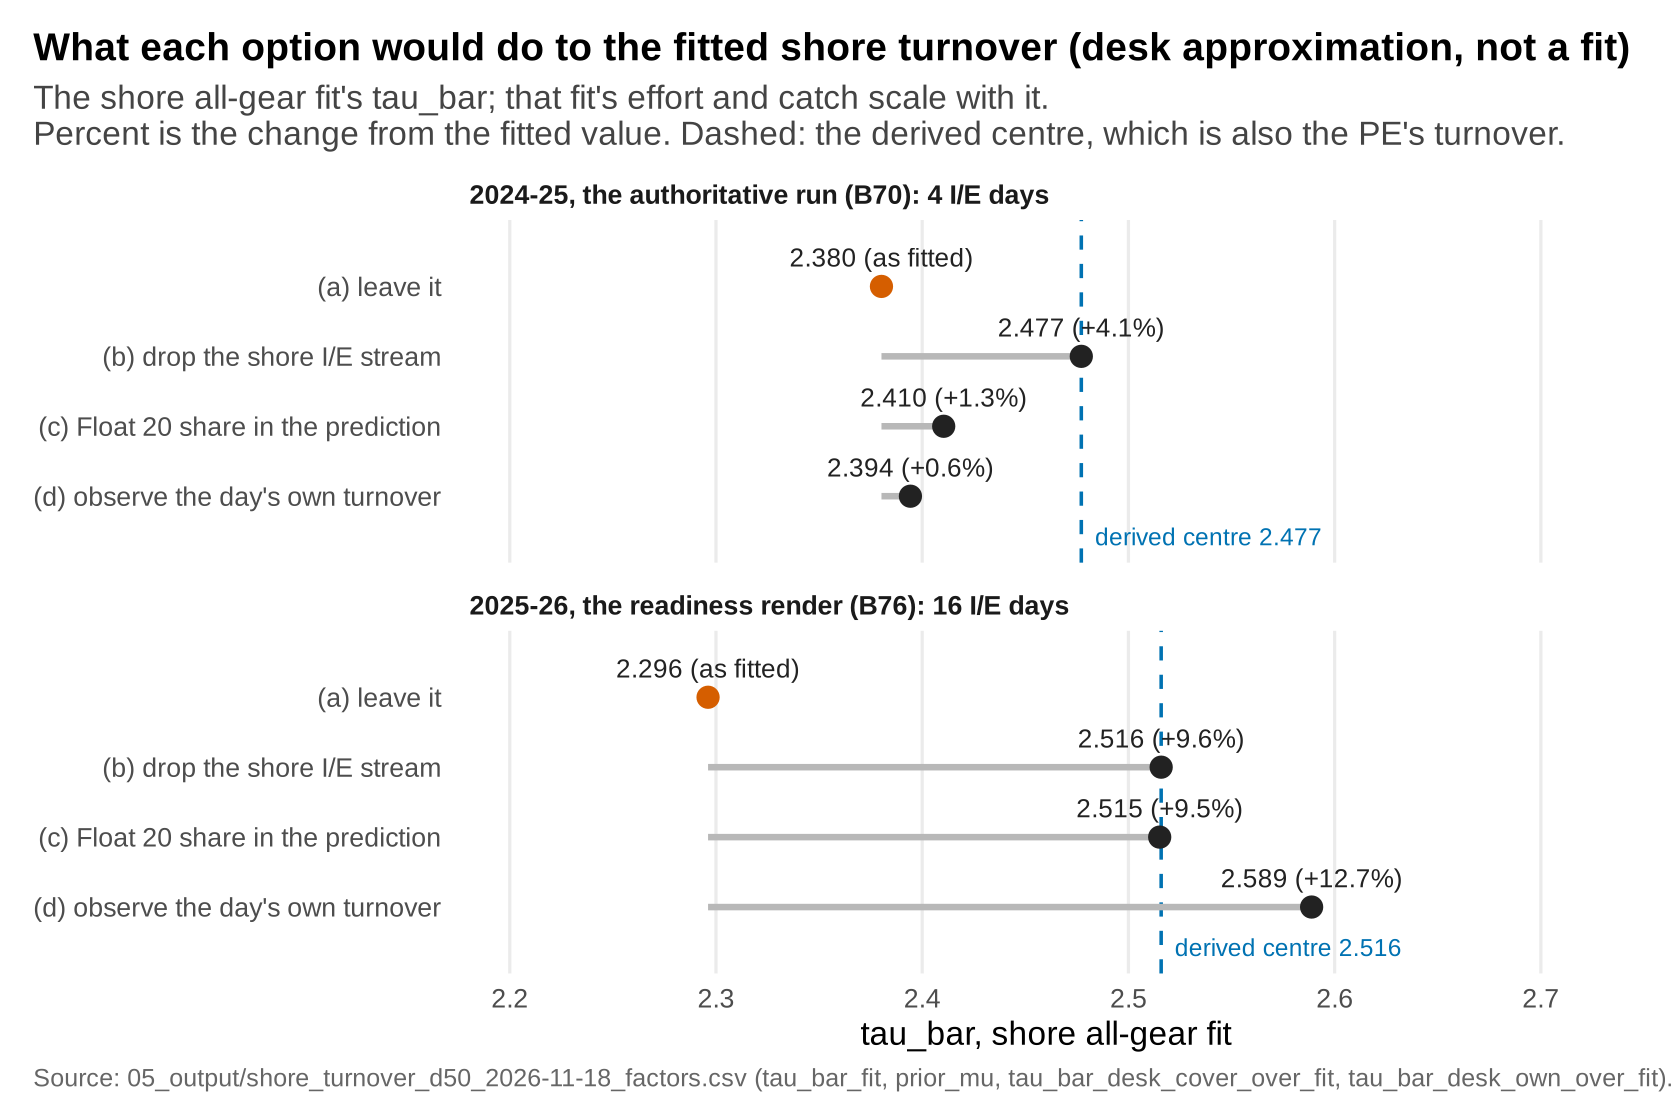 What each option would do to the fitted shore turnover (desk approximation, not a fit)
The shore all-gear fit's tau_bar; that fit's effort and catch scale with it.
Percent is the change from the fitted value. Dashed: the derived centre, which is also the PE's turnover.
2024-25, the authoritative run (B70): 4 I/E days
2.380 (as fitted)
(a) leave it
2.477 (+4.1%)
(b) drop the shore I/E stream
2.410 (+1.3%)
(c) Float 20 share in the prediction
2.394 (+0.6%)
(d) observe the day's own turnover
derived centre 2.477
2025-26, the readiness render (B76): 16 I/E days
2.296 (as fitted)
(a) leave it
2.516 (+9.6%)
(b) drop the shore I/E stream
2.515 (+9.5%)
(c) Float 20 share in the prediction
2.589 (+12.7%)
(d) observe the day's own turnover
derived centre 2.516
2.2 2.3 2.4 2.5 2.6 2.7
tau_bar, shore all-gear fit
Source: 05_output/shore_turnover_d50_2026-11-18_factors.csv (tau_bar_fit, prior_mu, tau_bar_desk_cover_over_fit, tau_bar_desk_own_over_fit).